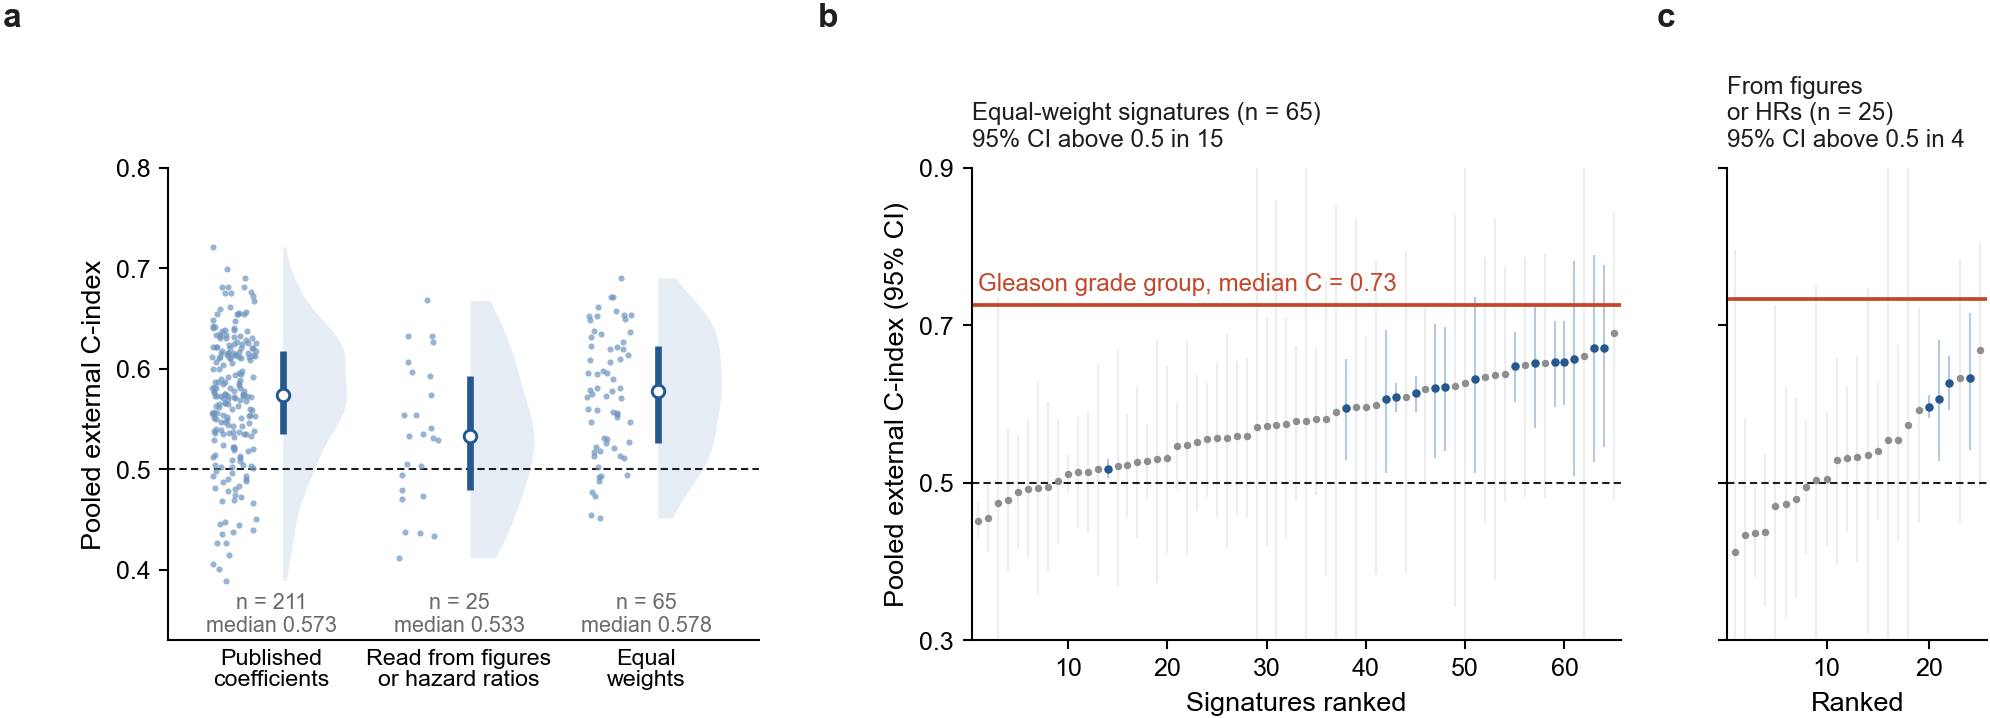 a
Pooled external C-index
0.8
0.7
0.6
0.5
0.4
n = 211
median 0.573
n = 25
median 0.533
n = 65
median 0.578
Published
coefficients
Read from figures
or hazard ratios
Equal
weights
b
Equal-weight signatures (n = 65)
95% CI above 0.5 in 15
Pooled external C-index (95% CI)
0.9
0.7
0.5
0.3
Gleason grade group, median C = 0.73
10
20
30
40
50
60
Signatures ranked
c
From figures
or HRs (n = 25)
95% CI above 0.5 in 4
10
20
Ranked